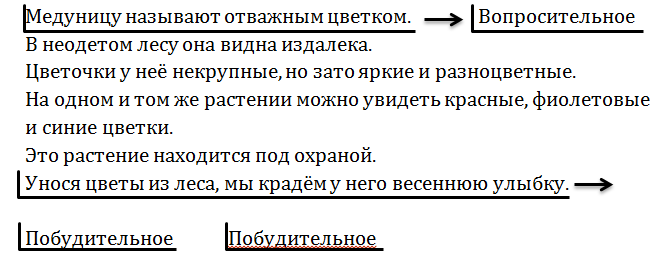 Медуницу называют отважным цветком. Вопросительное
В неодетом лесу она видна издалека.
Цветочки у неё некрупные, но зато яркие и разноцветные.
На одном и том же растении можно увидеть красные, фиолетовые
и синие цветки.
Это растение находится под охраной.
Унося цветы из леса, мы крадём у него весеннюю улыбку.
Побудительное Побудительное